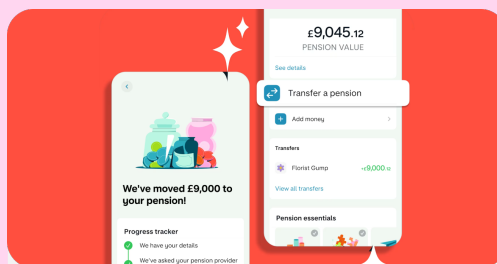 We've moved £9,000 to
your pension!
Progress tracker
We have your details
We've asked your pension provider
£9,045.12
PENSION VALUE
See details
Transfer a pension
Add money
Transfers
Florist Gump
View all transfers
Pension essentials